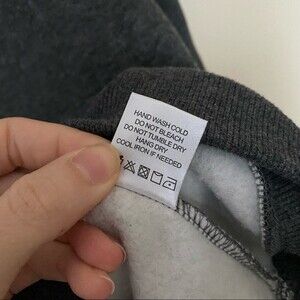 HAND WASH COLD
DO NOT BLEACH
DO NOT TUMBLE DRY
HANG DRY
COOL IRON IF NEEDED